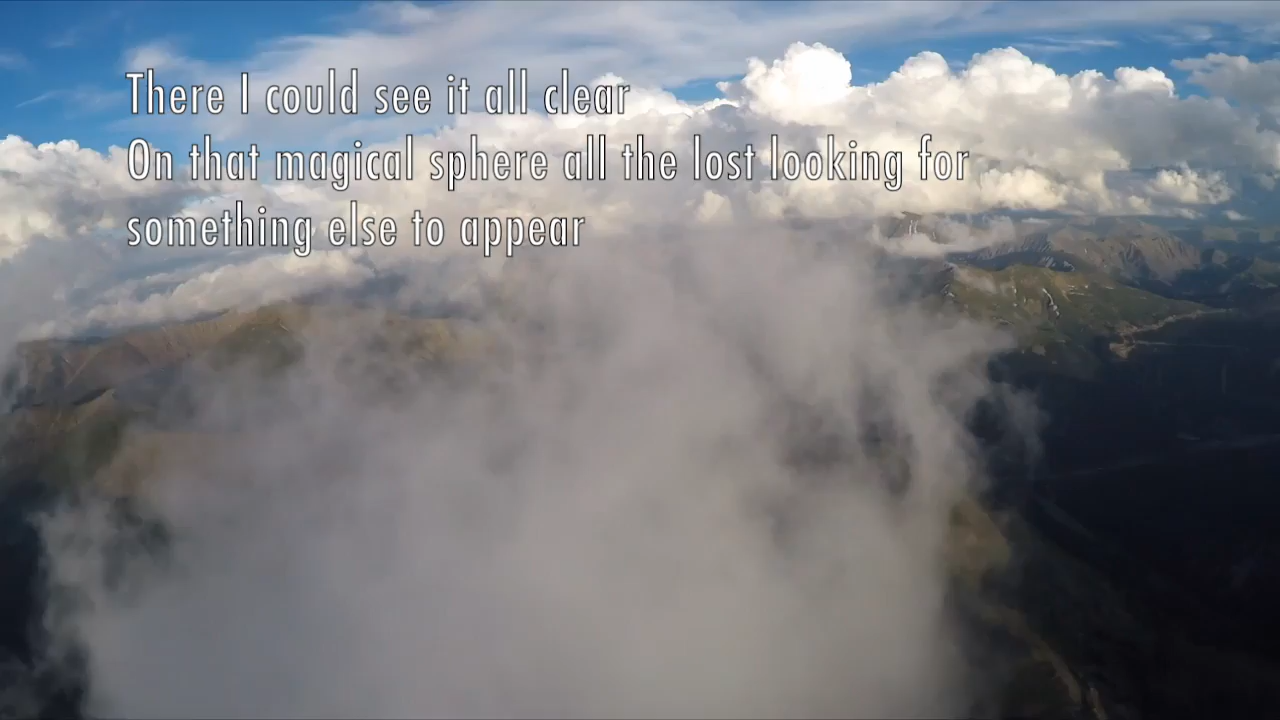 There I could see it all clear
On that magical sphere all the lost looking for
something else to appear